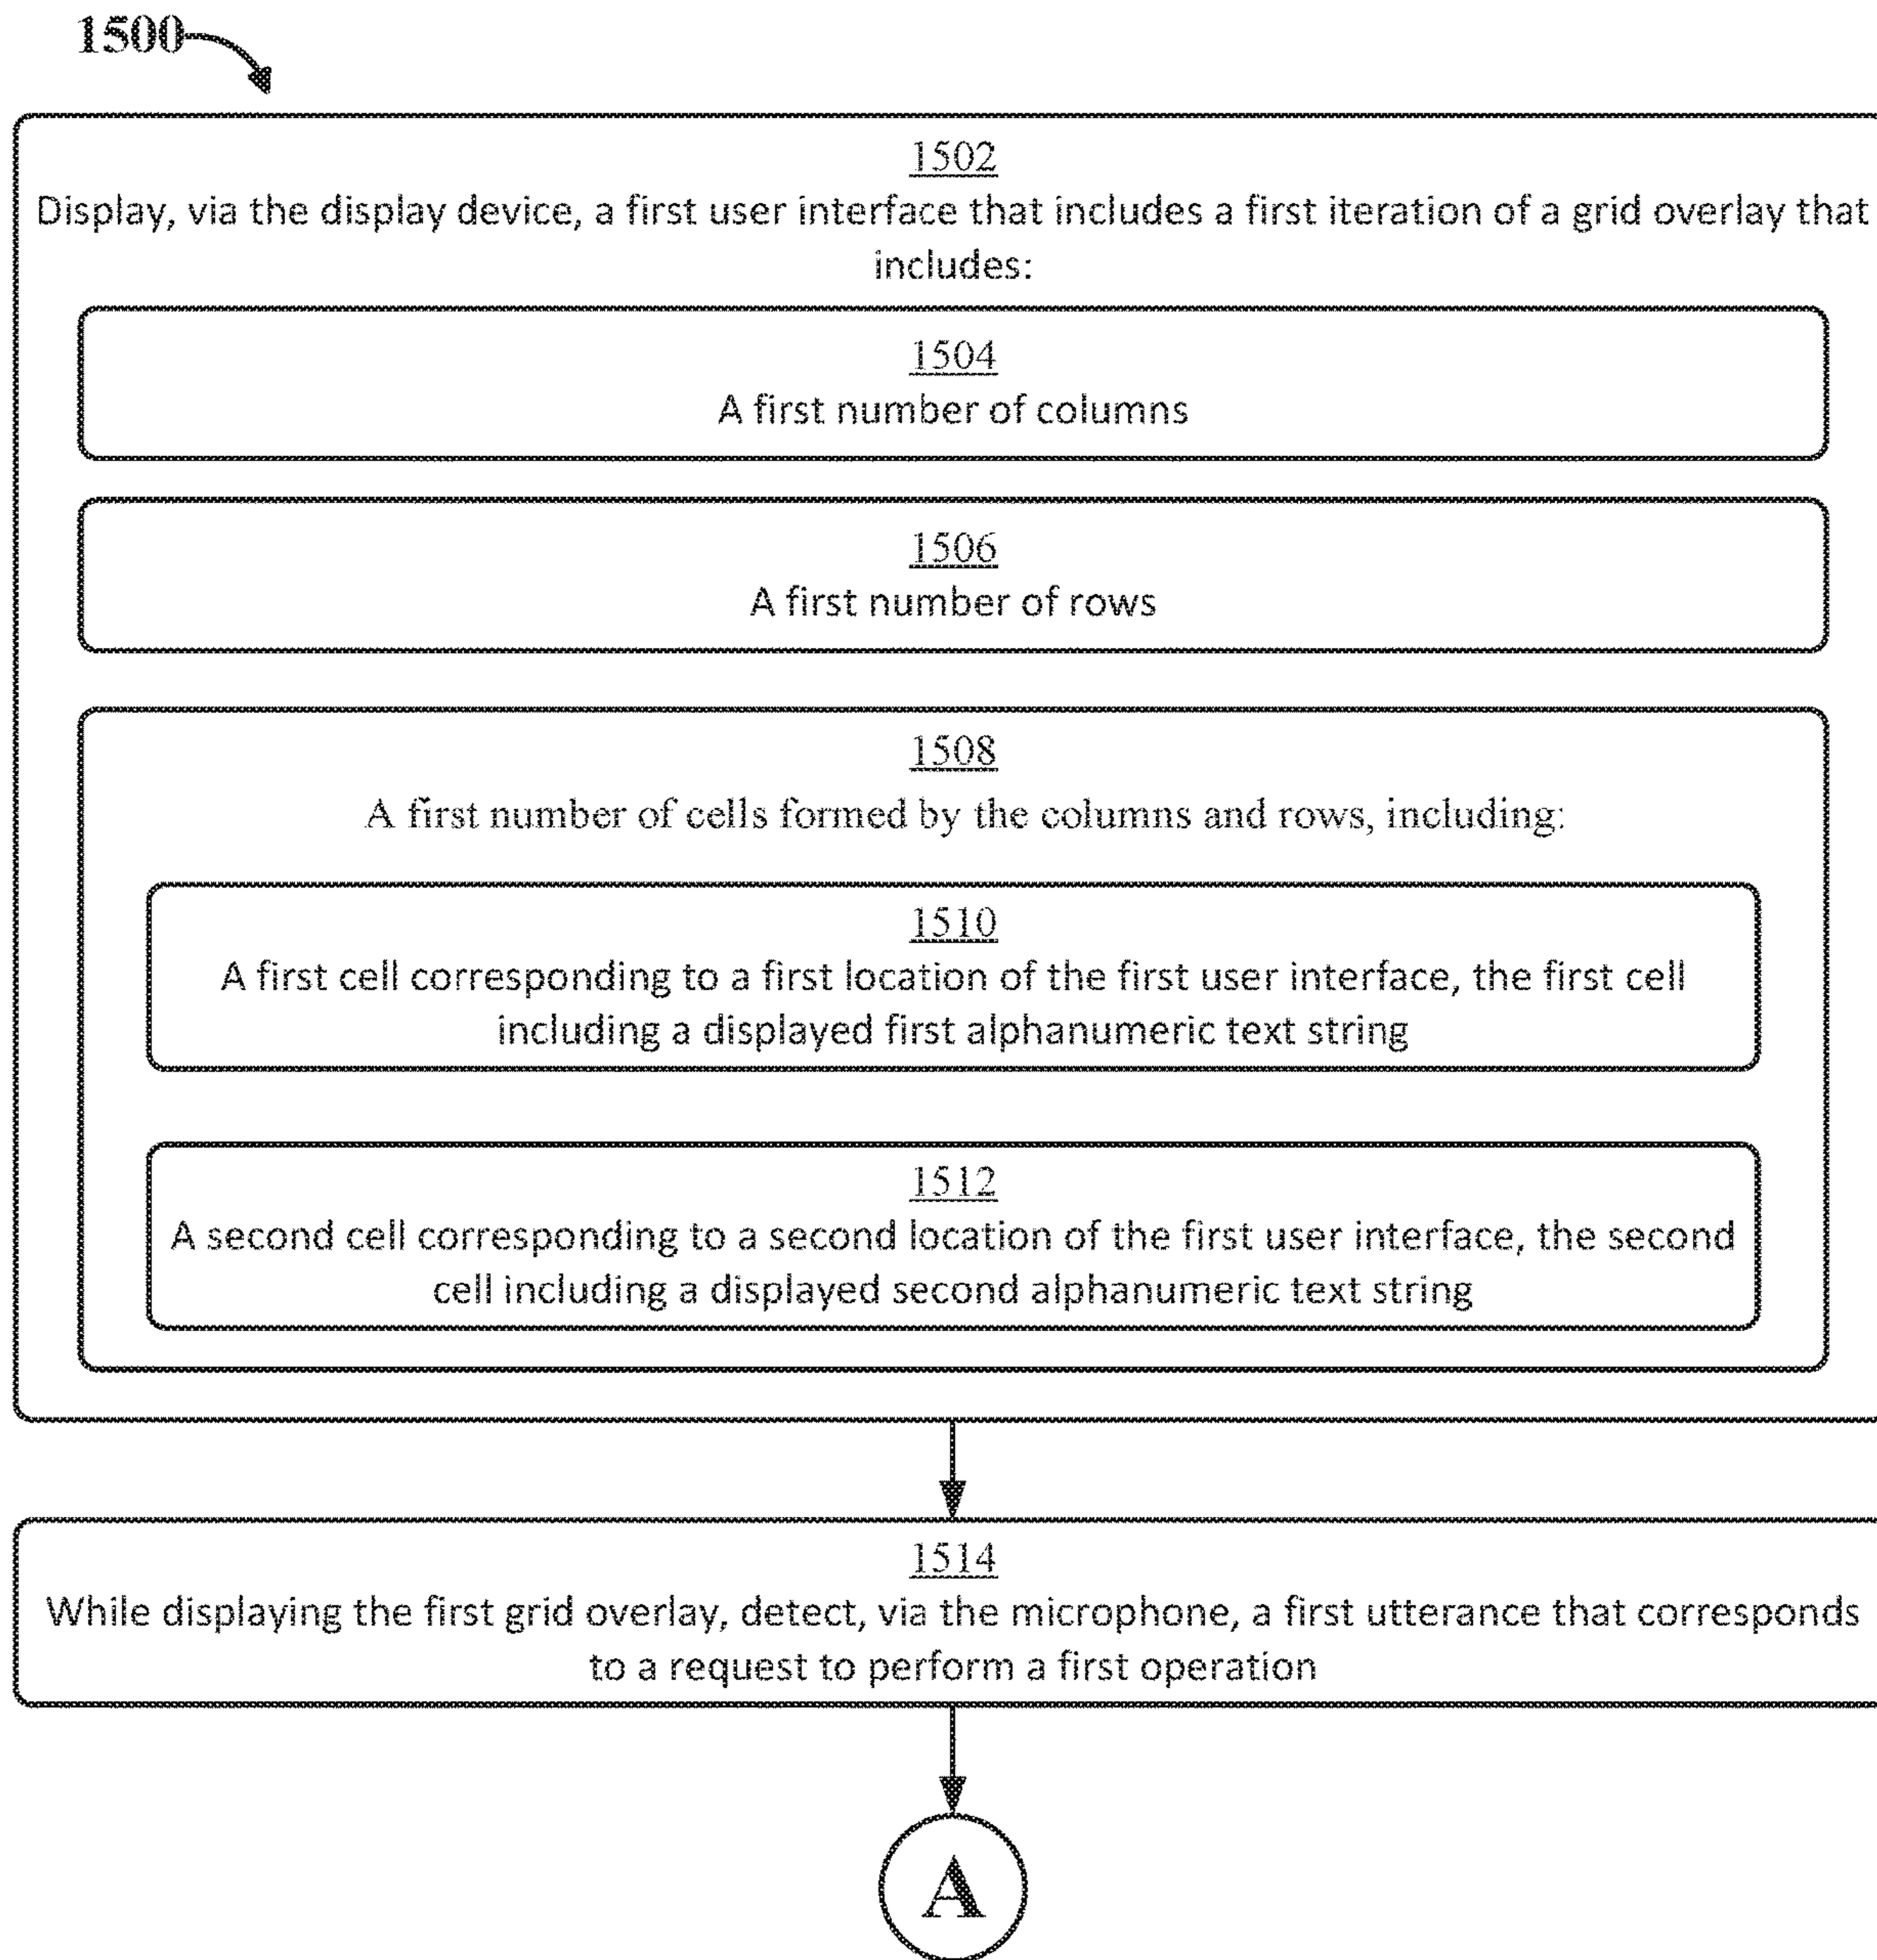 1500
1502
Display, via the display device, a first user interface that includes a first iteration of a grid overlay that
includes:
1504
A first number of columns
1506
A first number of rows
1508
A first number of cells formed by the columns and rows, including:
1510
A first cell corresponding to a first location of the first user interface, the first cell
including a displayed first alphanumeric text string
1512
A second cell corresponding to a second location of the first user interface, the second
cell including a displayed second alphanumeric text string
1514
While displaying the first grid overlay, detect, via the microphone, a first utterance that corresponds
to a request to perform a first operation
A